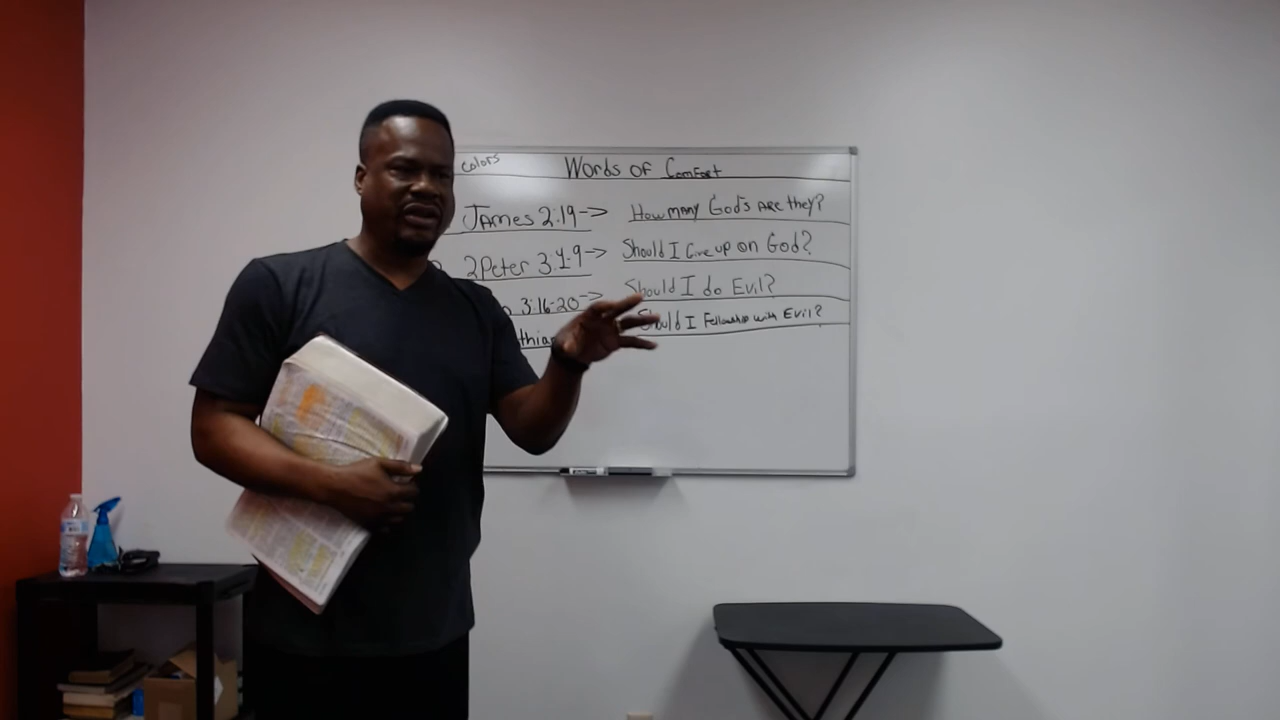 Colors Words of Comfort
James 2:19-> How many God's are they?
2Peter 3:1-9-> Should I Give up on God?
3:16-20-> Should I do Evil?
Should I Fellowship with Evil?